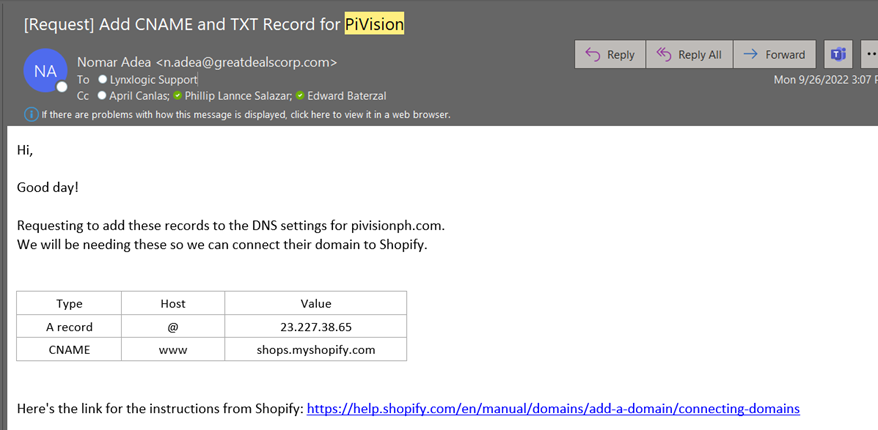 [Request] Add CNAME and TXT Record for PiVision
NA
Nomar Adea <n.adea@greatdealscorp.com>
To Lynxlogic Support
Cc April Canlas; Phillip Lannce Salazar; Edward Baterzal
Reply
Reply All
Forward
Mon 9/26/2022 3:07
If there are problems with how this message is displayed, click here to view it in a web browser.
Hi,
Good day!
Requesting to add these records to the DNS settings for pivisionph.com.
We will be needing these so we can connect their domain to Shopify.
Type Host Value
A record @ 23.227.38.65
CNAME www shops.myshopify.com
Here's the link for the instructions from Shopify: https://help.shopify.com/en/manual/domains/add-a-domain/connecting-domains